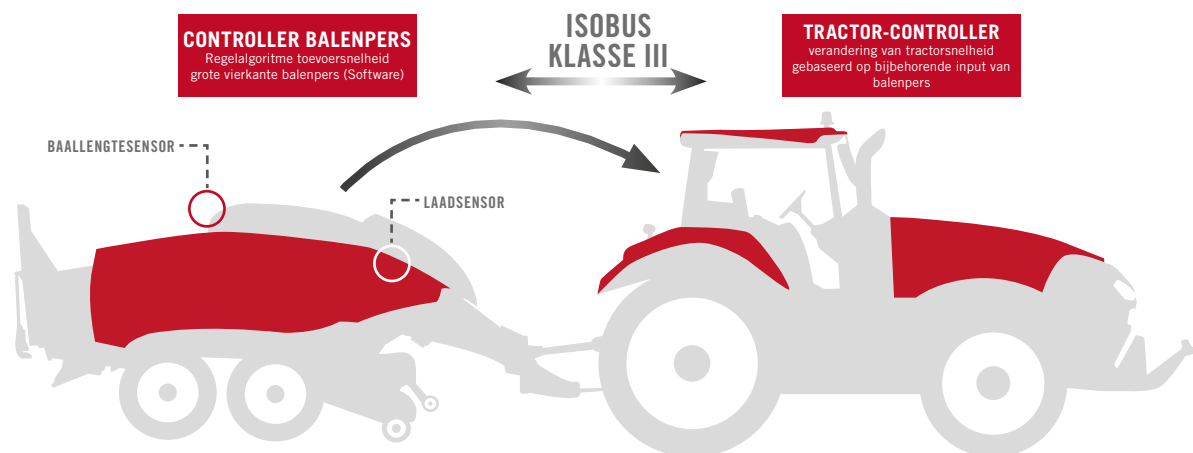 CONTROLLER BALENPERS
Regelalgoritme toevoersnelheid
grote vierkante balenpers (Software)
ISOBUS
KLASSE III
TRACTOR-CONTROLLER
verandering van tractorsnelheid
gebaseerd op bijbehorende input van
balenpers
BAALLENGTESENSOR
LAADSENSOR